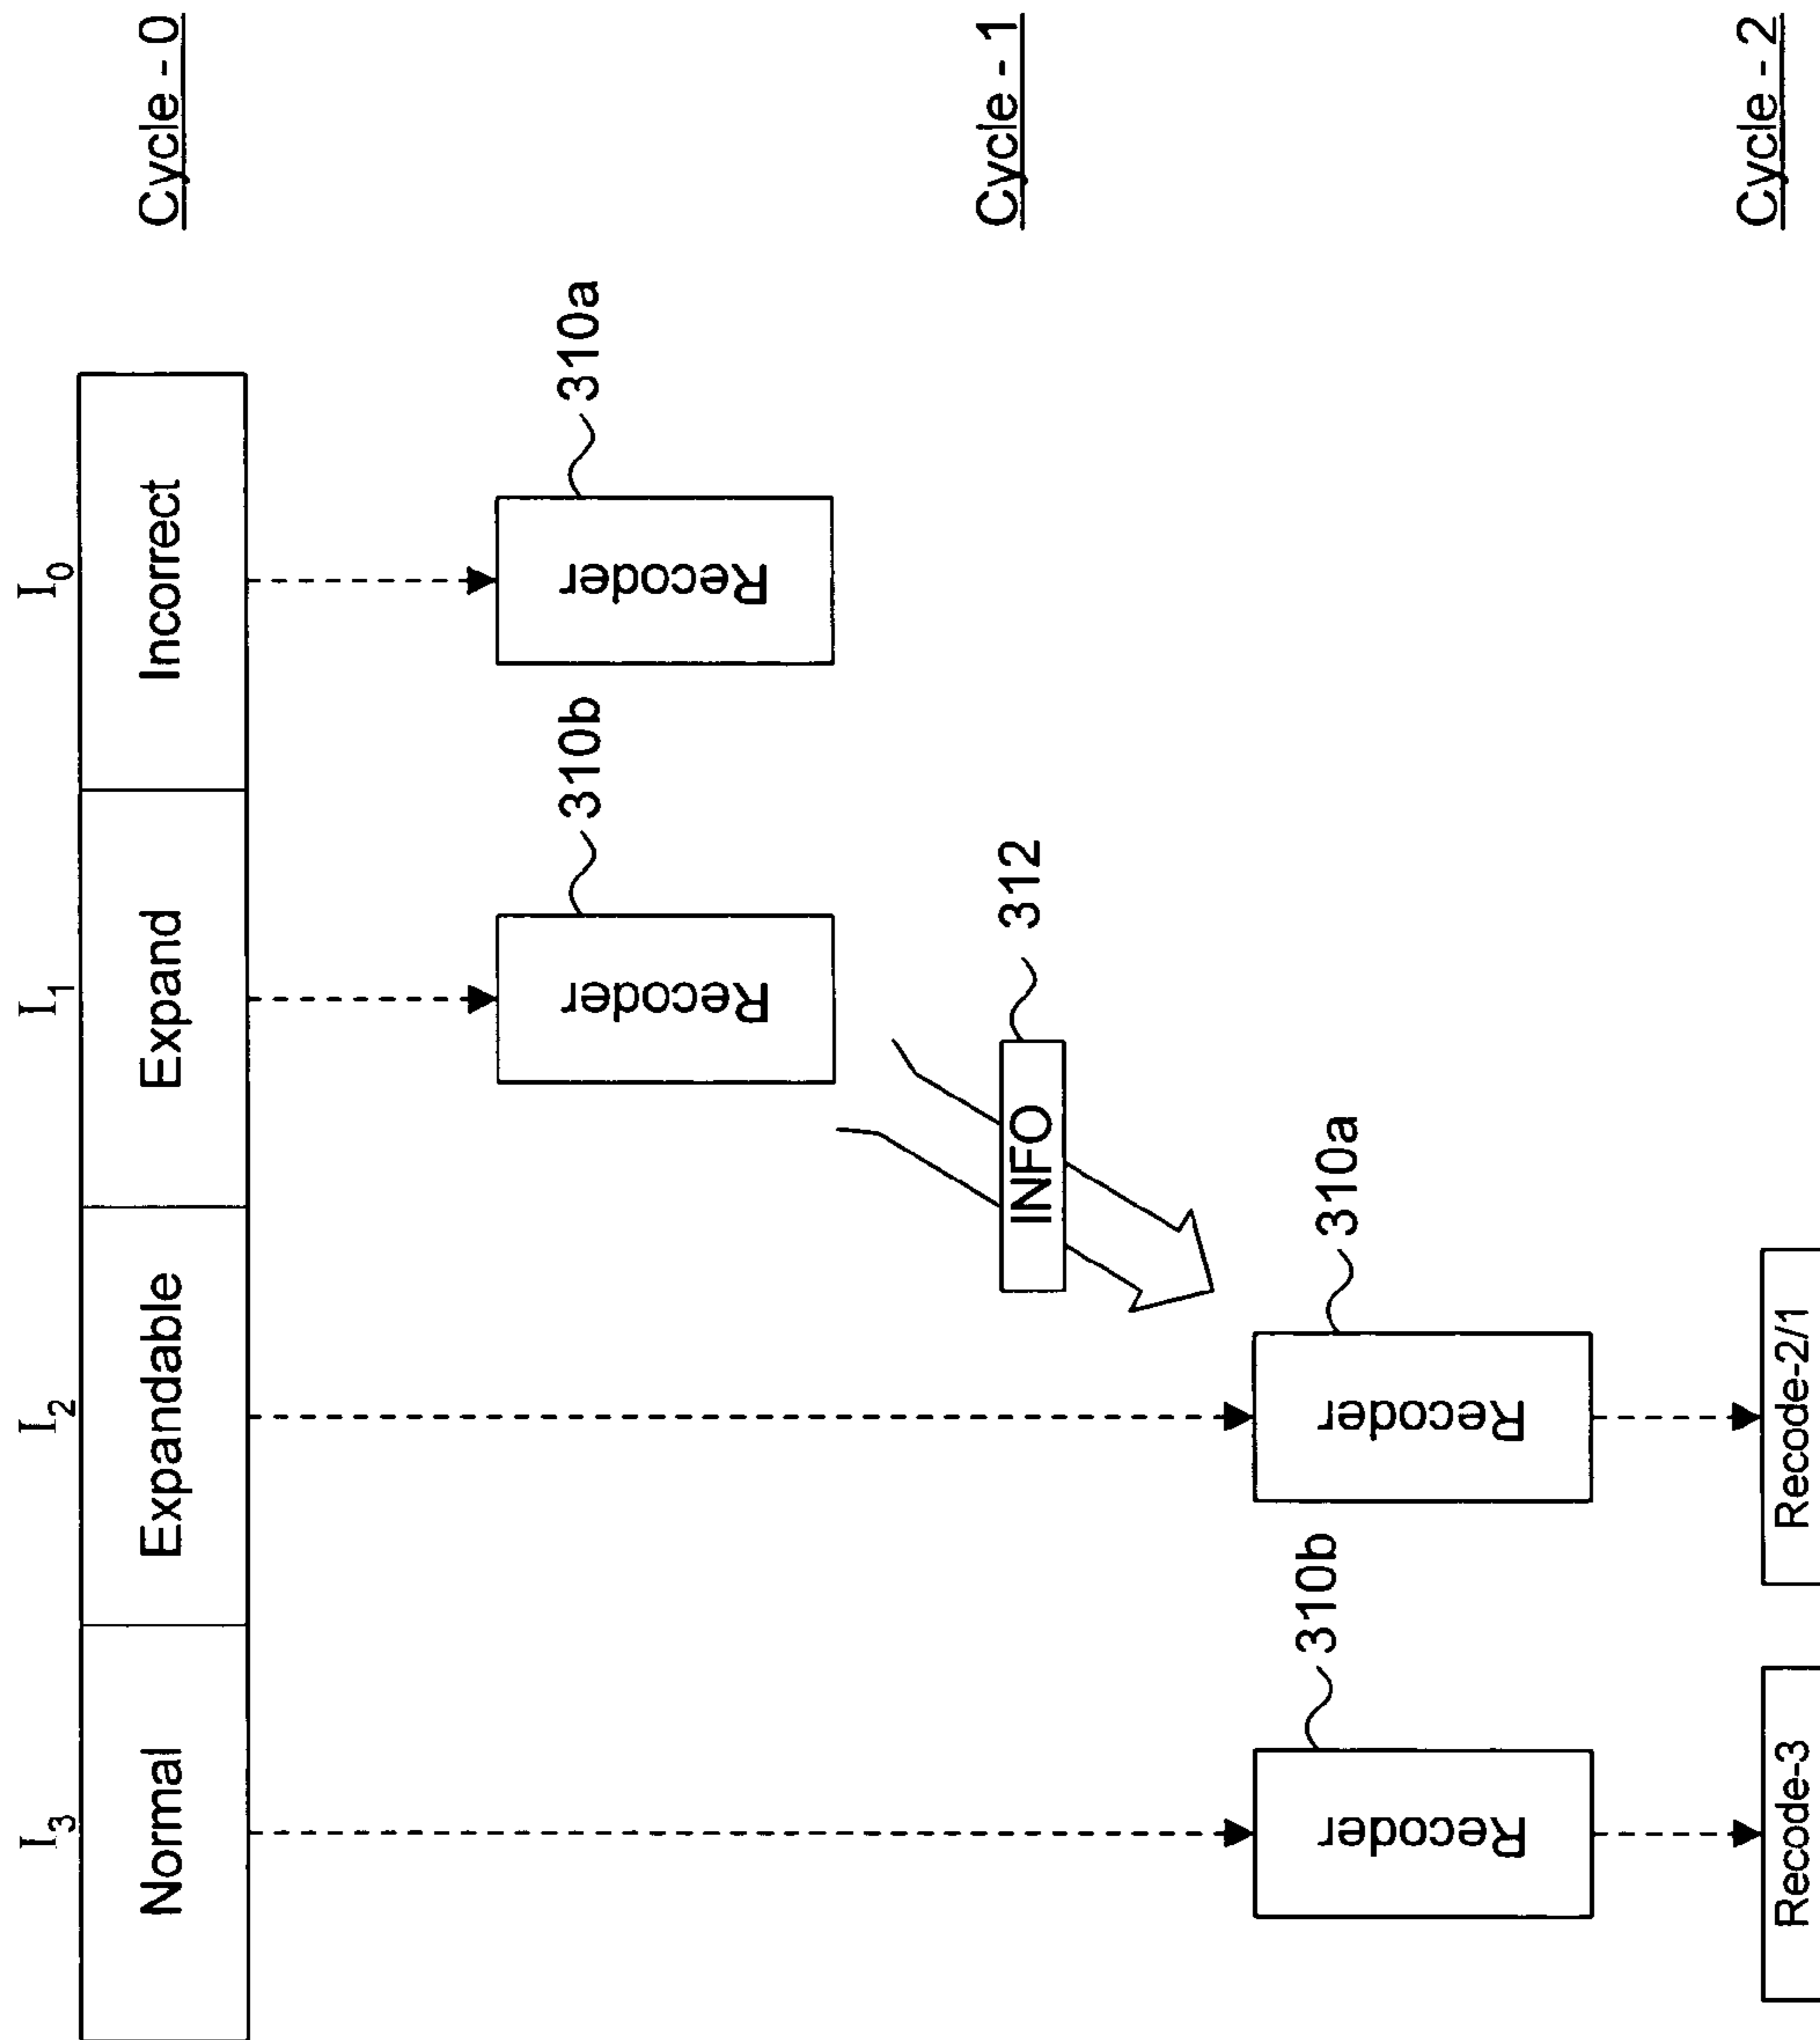 I3 I2 I1 I0
Normal Expandable Expand Incorrect Cycle - 0
310b 310a
Recoder Recoder
312
INFO
Cycle - 1
310b 310a
Recoder Recoder
Recode-3 Recode-2/1 Cycle - 2